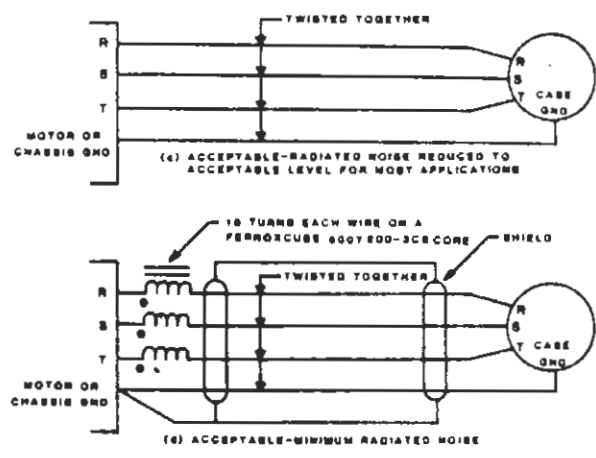 TWISTED TOGETHER
R
S
T
MOTOR OR
CHASSIS GND
R
S
T
CASE
GND
(c) ACCEPTABLE-RADIATED NOISE REDUCED TO
ACCEPTABLE LEVEL FOR MOST APPLICATIONS
TURNS EACH WIRE ON A
FERROXCUBE CORE
SHIELD
TWISTED TOGETHER
R
S
T
MOTOR OR
CHASSIS GND
R
S
T
CASE
GND
(d) ACCEPTABLE-MINIMUM RADIATED NOISE